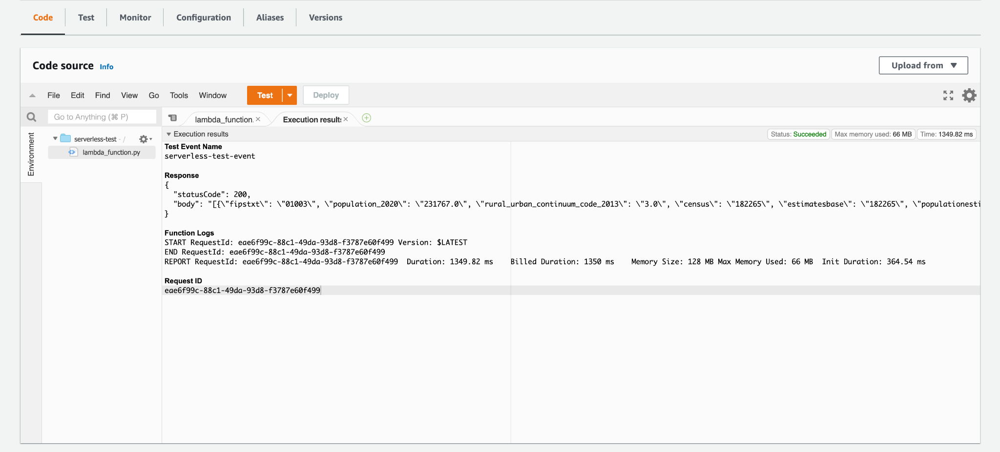 Code Test Monitor Configuration Aliases Versions
Code source Info
Upload from
File Edit Find View Go Tools Window Test Deploy
Go to Anything (⌘ P)
lambda_function. Execution results
Environment
serverless-test - /
lambda_function.py
Execution results
Status: Succeeded Max memory used: 66 MB Time: 1349.82 ms
Test Event Name
serverless-test-event
Response
{
"statusCode": 200,
"body": "[{\"fipstxt\": \"01003\", \"population_2020\": \"231767.0\", \"rural_urban_continuum_code_2013\": \"3.0\", \"census\": \"182265\", \"estimatesbase\": \"182265\", \"populationesti
}
Function Logs
START RequestId: eae6f99c-88c1-49da-93d8-f3787e60f499 Version: $LATEST
END RequestId: eae6f99c-88c1-49da-93d8-f3787e60f499
REPORT RequestId: eae6f99c-88c1-49da-93d8-f3787e60f499 Duration: 1349.82 ms Billed Duration: 1350 ms Memory Size: 128 MB Max Memory Used: 66 MB Init Duration: 364.54 ms
Request ID
eae6f99c-88c1-49da-93d8-f3787e60f499